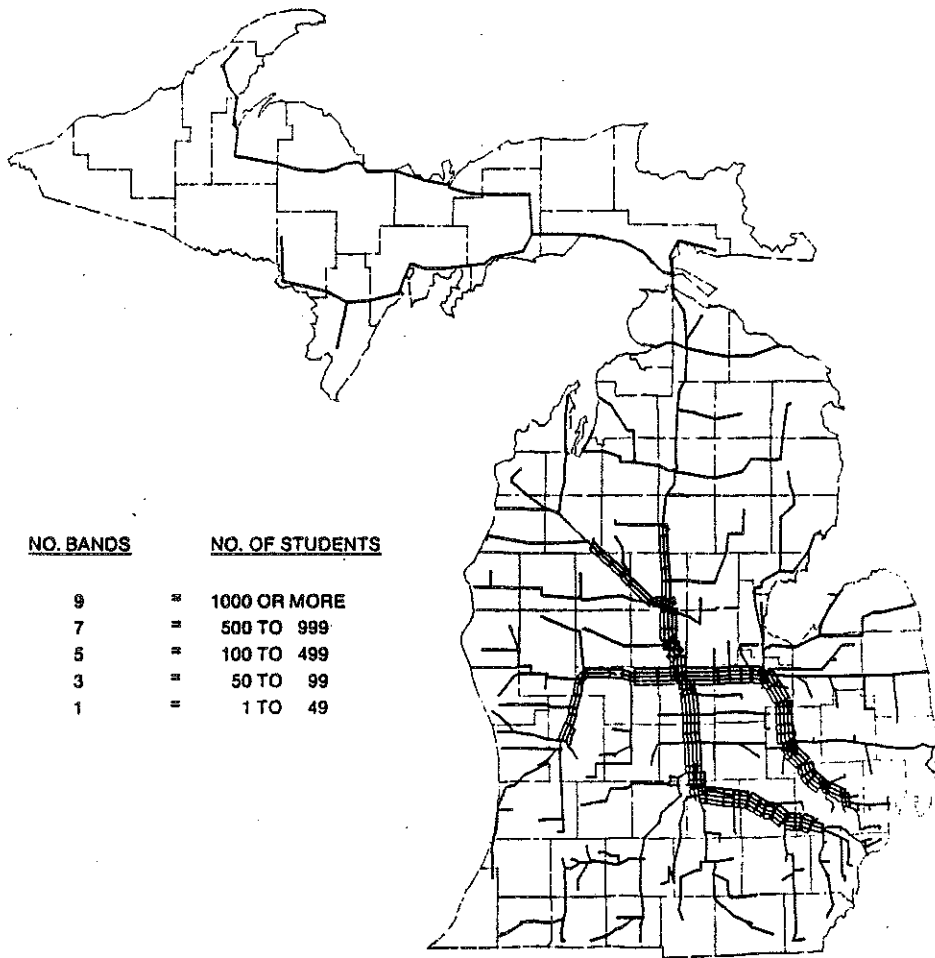 NO. BANDS NO. OF STUDENTS
9 = 1000 OR MORE
7 = 500 TO 999
5 = 100 TO 499
3 = 50 TO 99
1 = 1 TO 49